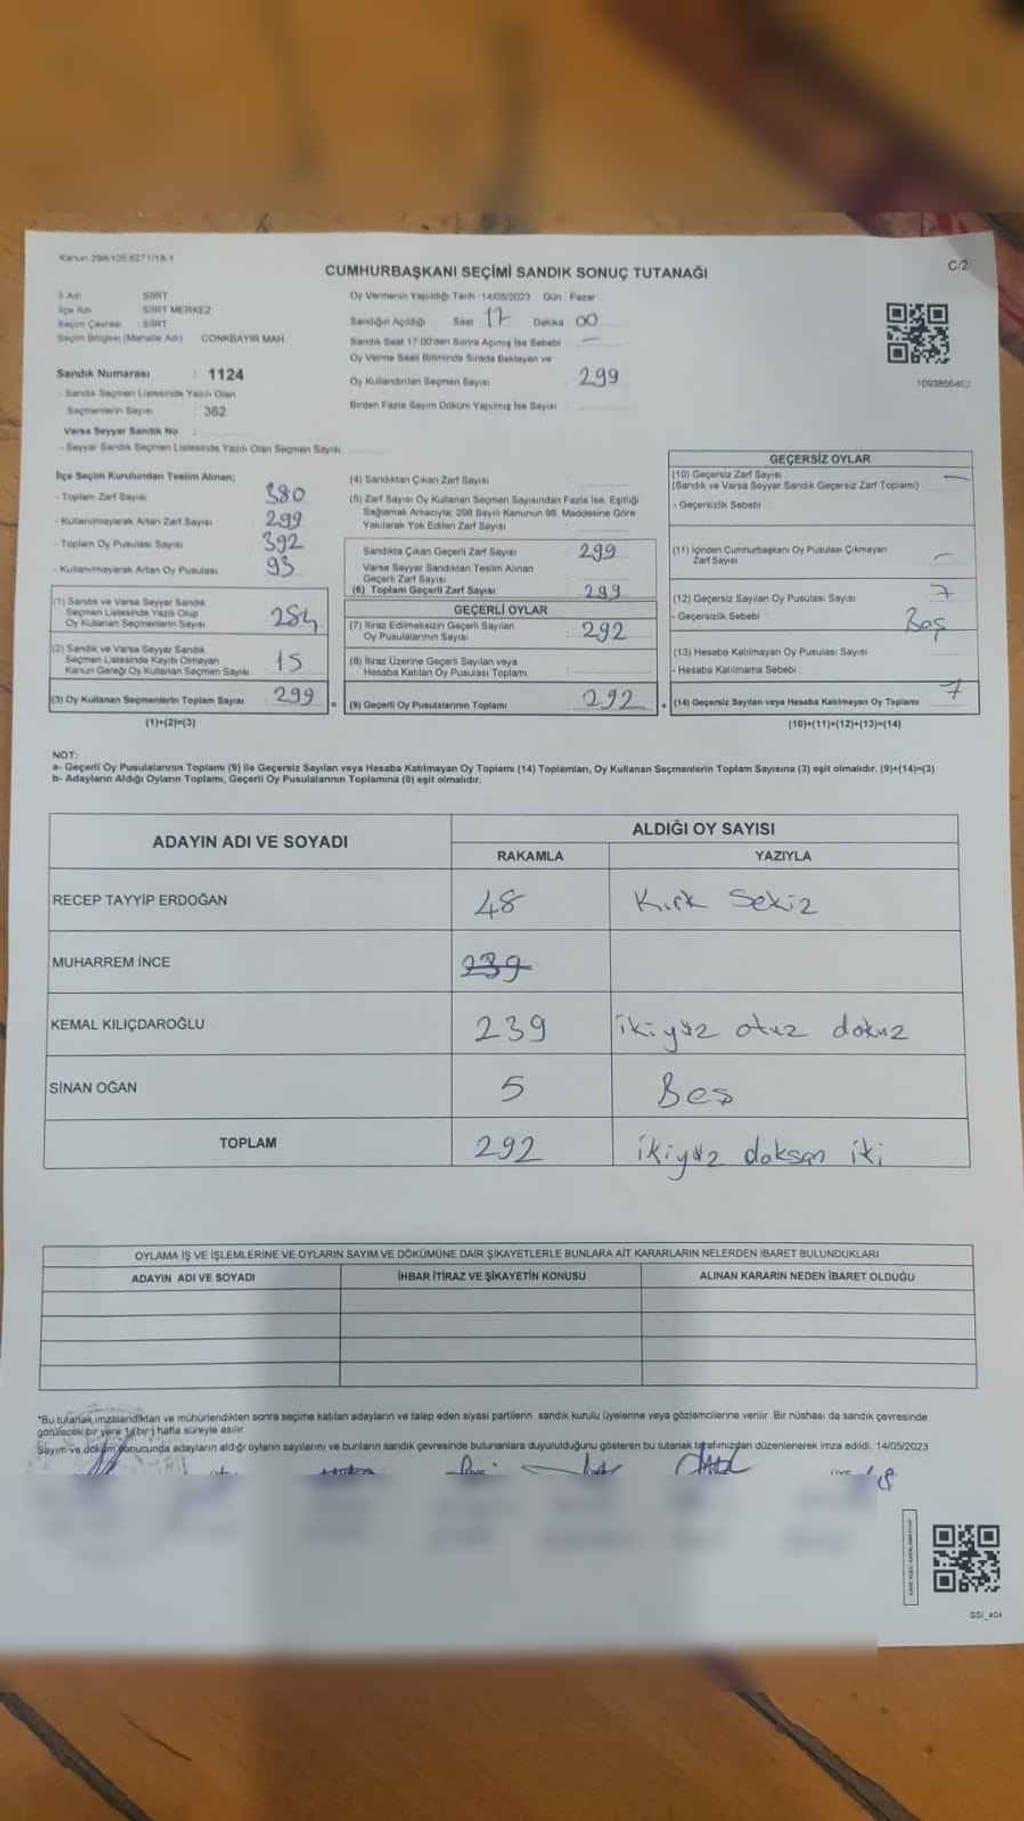 Kanun 298/105 6271/18-1
C/2
CUMHURBAŞKANI SEÇİMİ SANDIK SONUÇ TUTANAĞI
İl Adı SİİRT
İlçe Adı SİİRT MERKEZ
Seçim Çevresi : SİİRT
Seçim Bölgesi (Mahalle Adı) CONKBAYIR MAH.
Sandık Numarası : 1124
- Sandık Seçmen Listesinde Yazılı Olan
Seçmenlerin Sayısı : 362
Varsa Seyyar Sandık No :
- Seyyar Sandık Seçmen Listesinde Yazılı Olan Seçmen Sayısı
Oy Vermenin Yapıldığı Tarih :14/05/2023 Gün : Pazar
Sandığın Açıldığı Saat 17 Dakika 00
Sandık Saat 17.00'den Sonra Açılmış İse Sebebi —
Oy Verme Saati Bitiminde Sırada Bekleyen ve
Oy Kullandırılan Seçmen Sayısı 299
Birden Fazla Sayım Döküm Yapılmış İse Sayısı
İlçe Seçim Kurulundan Teslim Alınan;
- Toplam Zarf Sayısı 380
- Kullanılmayarak Artan Zarf Sayısı 299
- Toplam Oy Pusulası Sayısı 392
- Kullanılmayarak Artan Oy Pusulası 93
(1) Sandık ve Varsa Seyyar Sandık
Seçmen Listesinde Yazılı Olup
Oy Kullanan Seçmenlerin Sayısı 284
(2) Sandık ve Varsa Seyyar Sandık
Seçmen Listesinde Kayıtlı Olmayan
Kanun Gereği Oy Kullanan Seçmen Sayısı 15
(3) Oy Kullanan Seçmenlerin Toplam Sayısı 299
(1)+(2)=(3)
(4) Sandıktan Çıkan Zarf Sayısı
(5) Zarf Sayısı Oy Kullanan Seçmen Sayısından Fazla İse, Eşitliği
Sağlamak Amacıyla, 298 Sayılı Kanunun 98. Maddesine Göre
Yakılarak Yok Edilen Zarf Sayısı
Sandıkta Çıkan Geçerli Zarf Sayısı 299
Varsa Seyyar Sandıktan Teslim Alınan
Geçerli Zarf Sayısı
(6) Toplam Geçerli Zarf Sayısı 299
GEÇERLİ OYLAR
(7) İtiraz Edilmeksizin Geçerli Sayılan
Oy Pusulalarının Sayısı 292
(8) İtiraz Üzerine Geçerli Sayılan veya
Hesaba Katılan Oy Pusulası Toplamı
(9) Geçerli Oy Pusulalarının Toplamı 292
GEÇERSİZ OYLAR
(10) Geçersiz Zarf Sayısı —
(Sandık ve Varsa Seyyar Sandık Geçersiz Zarf Toplamı)
- Geçersizlik Sebebi
(11) İçinden Cumhurbaşkanı Oy Pusulası Çıkmayan
Zarf Sayısı —
(12) Geçersiz Sayılan Oy Pusulası Sayısı 7
- Geçersizlik Sebebi Boş
(13) Hesaba Katılmayan Oy Pusulası Sayısı
- Hesaba Katılmama Sebebi :
(14) Geçersiz Sayılan veya Hesaba Katılmayan Oy Toplamı 7
(10)+(11)+(12)+(13)=(14)
NOT:
a- Geçerli Oy Pusulalarının Toplamı (9) ile Geçersiz Sayılan veya Hesaba Katılmayan Oy Toplamı (14) Toplamları, Oy Kullanan Seçmenlerin Toplam Sayısına (3) eşit olmalıdır. (9)+(14)=(3)
b- Adayların Aldığı Oyların Toplamı, Geçerli Oy Pusulalarının Toplamına (9) eşit olmalıdır.
ADAYIN ADI VE SOYADI
ALDIĞI OY SAYISI
RAKAMLA YAZIYLA
RECEP TAYYİP ERDOĞAN 48 Kırk Sekiz
MUHARREM İNCE 239
KEMAL KILIÇDAROĞLU 239 ikiyüz otuz dokuz
SİNAN OĞAN 5 Beş
TOPLAM 292 ikiyüz doksan iki
OYLAMA İŞ VE İŞLEMLERİNE VE OYLARIN SAYIM VE DÖKÜMÜNE DAİR ŞİKAYETLERLE BUNLARA AİT KARARLARIN NELERDEN İBARET BULUNDUKLARI
ADAYIN ADI VE SOYADI İHBAR İTİRAZ VE ŞİKAYETİN KONUSU ALINAN KARARIN NEDEN İBARET OLDUĞU
*Bu tutanak imzalandıktan ve mühürlendikten sonra seçime katılan adayların ve talep eden siyasi partilerin sandık kurulu üyelerine veya gözlemcilerine verilir. Bir nüshası da sandık çevresinde
görülecek bir yere 1 (bir) hafta süreyle asılır.
Sayım ve döküm sonucunda adayların aldığı oyların sayılarını ve bunların sandık çevresinde bulunanlara duyurulduğunu gösteren bu tutanak tarafımızdan düzenlenerek imza edildi. 14/05/2023
SSI_404